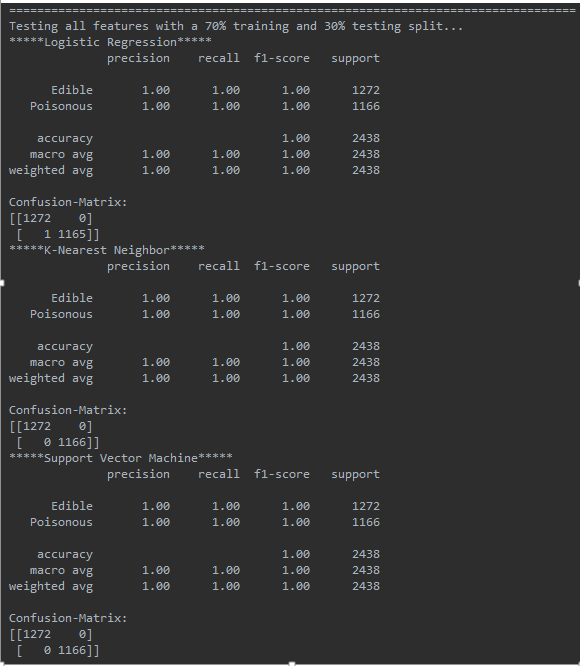 ==================================================================================
Testing all features with a 70% training and 30% testing split...
*****Logistic Regression*****
              precision    recall  f1-score   support

      Edible       1.00      1.00      1.00      1272
   Poisonous       1.00      1.00      1.00      1166

    accuracy                           1.00      2438
   macro avg       1.00      1.00      1.00      2438
weighted avg       1.00      1.00      1.00      2438

Confusion-Matrix:
[[1272    0]
 [   1 1165]]
*****K-Nearest Neighbor*****
              precision    recall  f1-score   support

      Edible       1.00      1.00      1.00      1272
   Poisonous       1.00      1.00      1.00      1166

    accuracy                           1.00      2438
   macro avg       1.00      1.00      1.00      2438
weighted avg       1.00      1.00      1.00      2438

Confusion-Matrix:
[[1272    0]
 [   0 1166]]
*****Support Vector Machine*****
              precision    recall  f1-score   support

      Edible       1.00      1.00      1.00      1272
   Poisonous       1.00      1.00      1.00      1166

    accuracy                           1.00      2438
   macro avg       1.00      1.00      1.00      2438
weighted avg       1.00      1.00      1.00      2438

Confusion-Matrix:
[[1272    0]
 [   0 1166]]